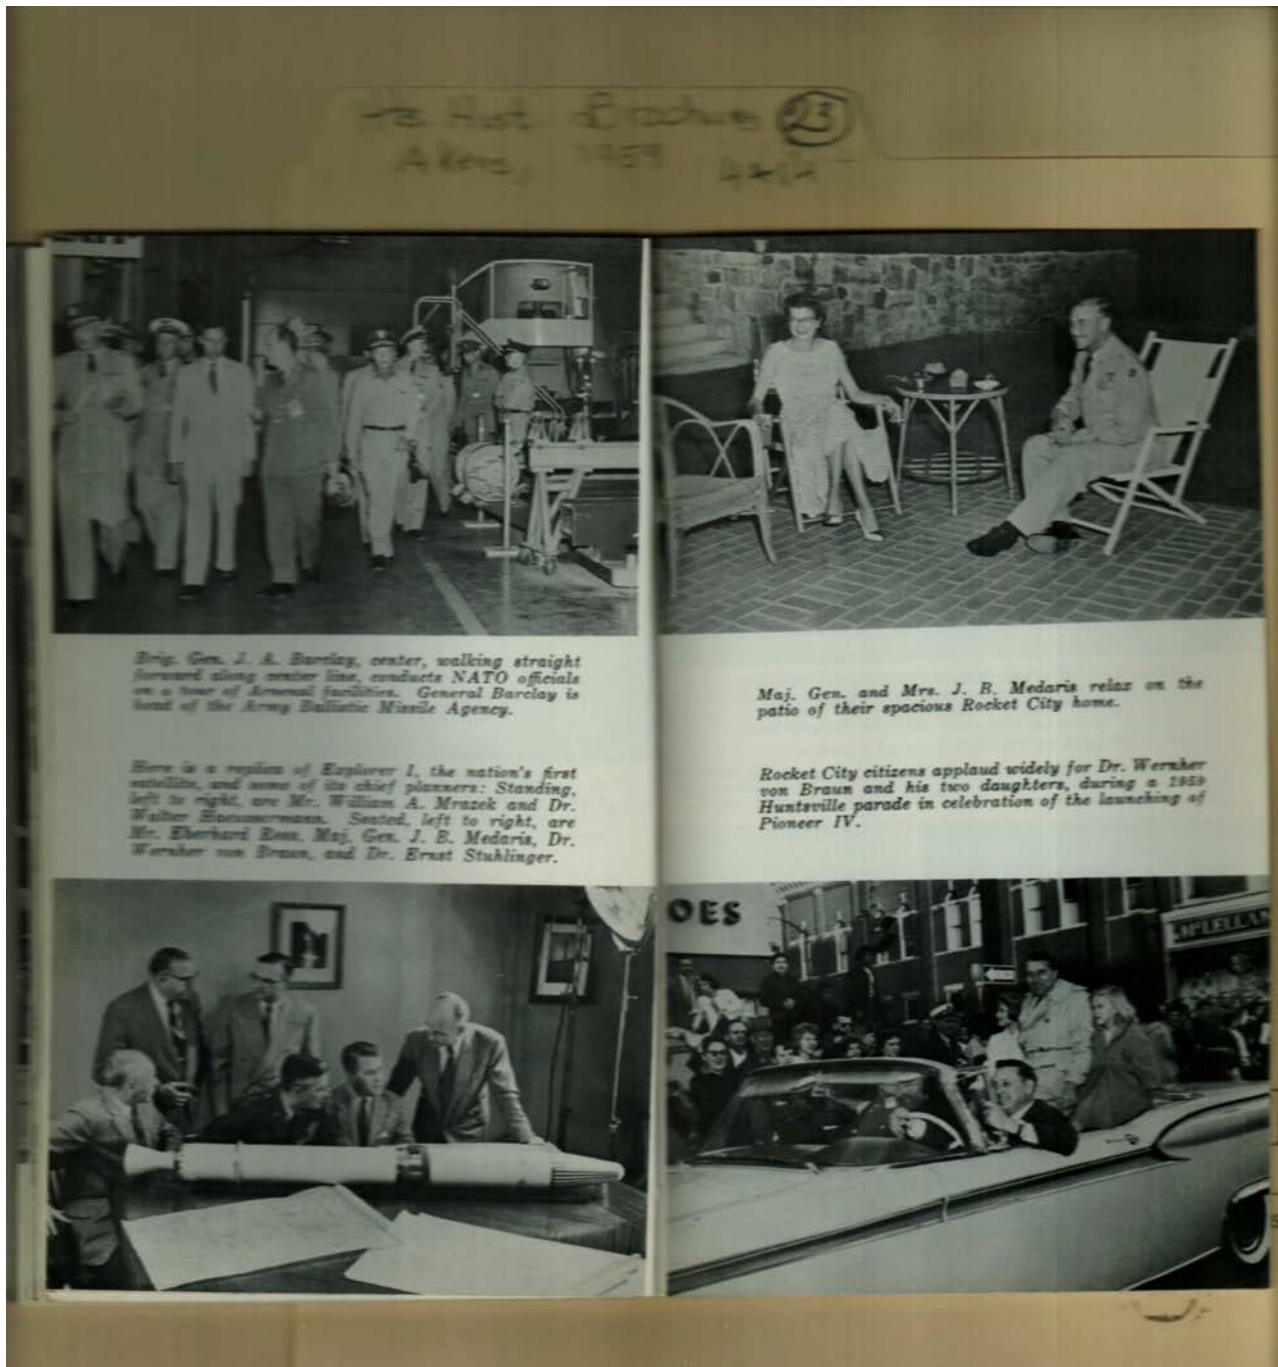 Brochure 23
1959
Brig. Gen. J. A. Barclay, center, walking straight
forward along center line, conducts NATO officials
on a tour of Arsenal facilities. General Barclay is
head of the Army Ballistic Missile Agency.
Here is a replica of Explorer I, the nation's first
satellite, and some of its chief planners: Standing,
left to right, are Mr. William A. Mrazek and Dr.
Walter Haeussermann. Seated, left to right, are
Mr. Eberhard Rees, Maj. Gen. J. B. Medaris, Dr.
Wernher von Braun, and Dr. Ernst Stuhlinger.
Maj. Gen. and Mrs. J. B. Medaris relax on the
patio of their spacious Rocket City home.
Rocket City citizens applaud widely for Dr. Wernher
von Braun and his two daughters, during a 1959
Huntsville parade in celebration of the launching of
Pioneer IV.
OES
McLELLAN